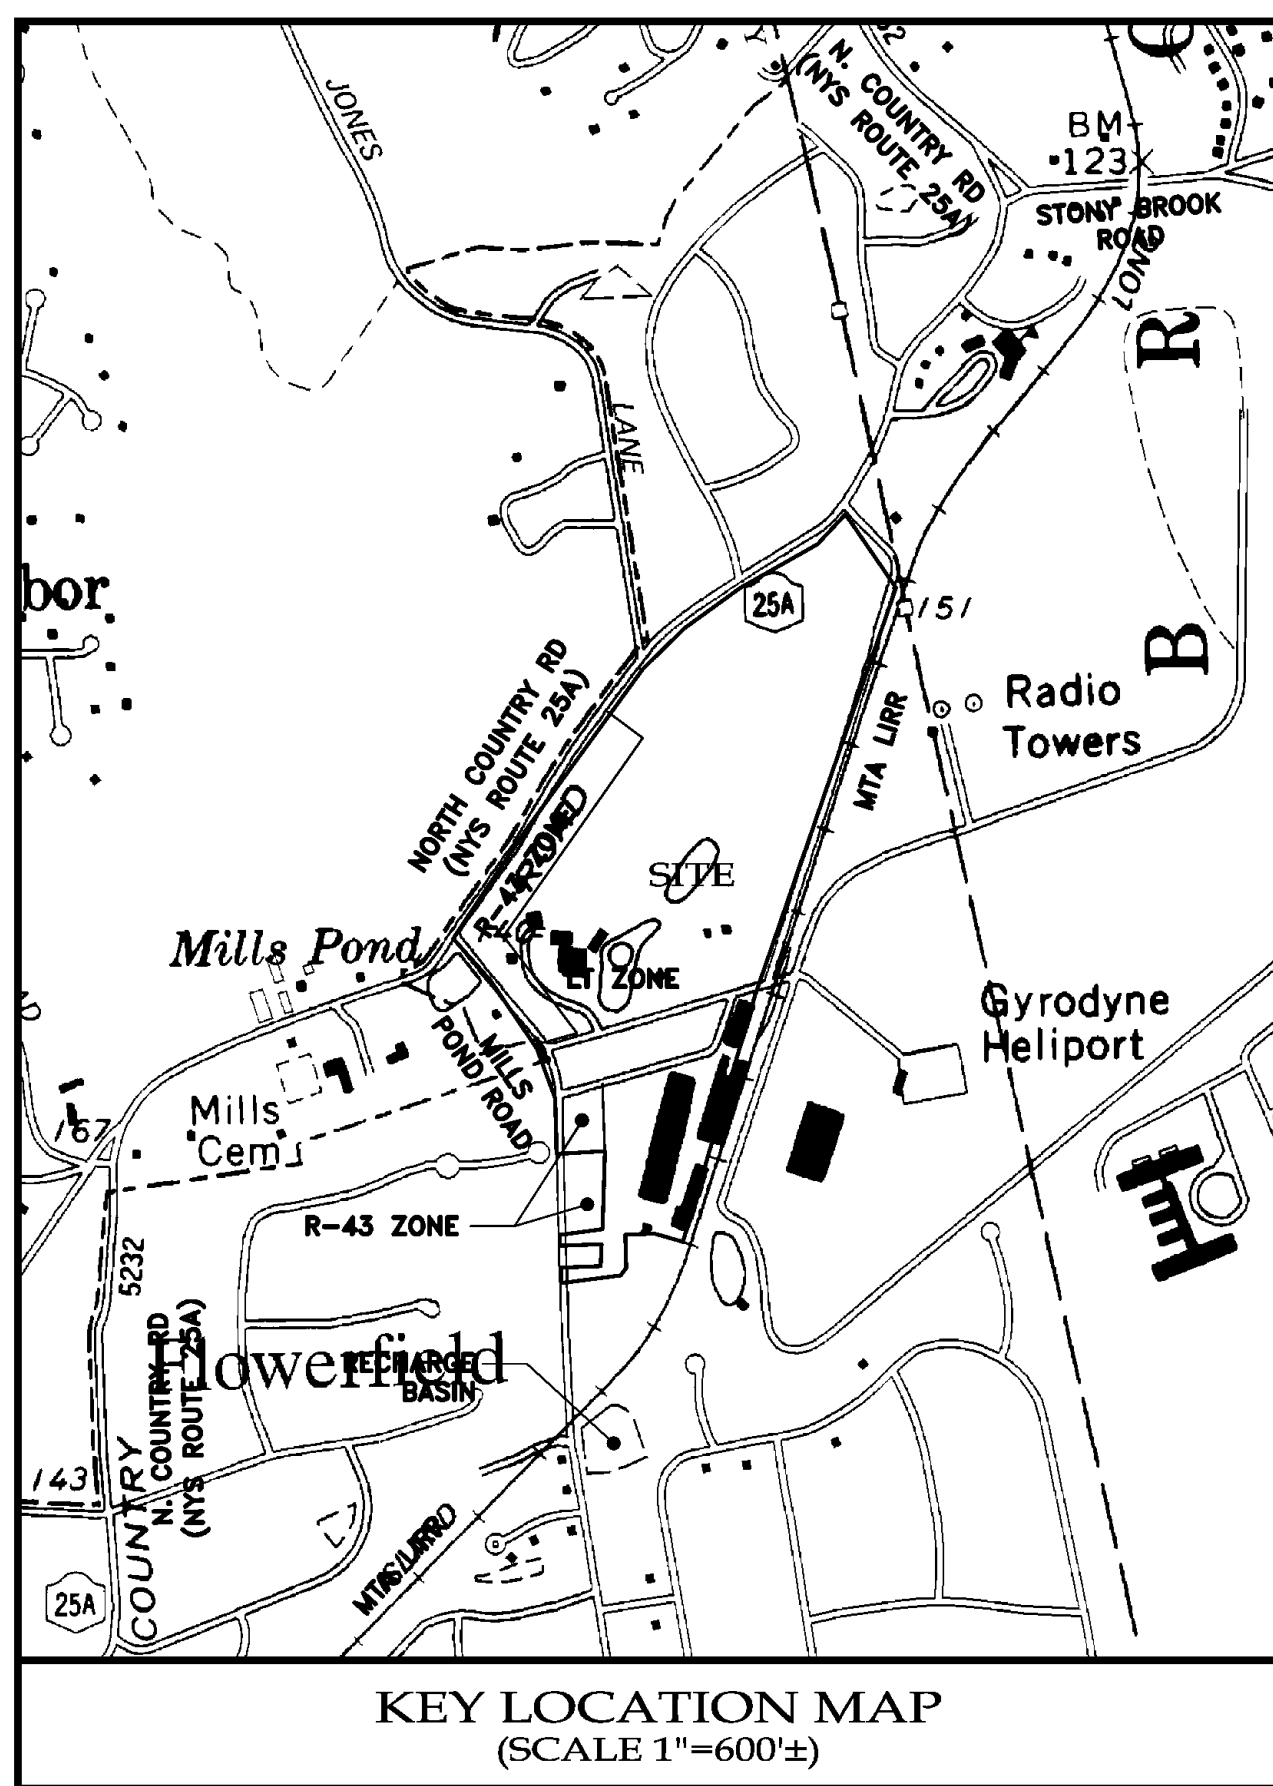 JONES
N. COUNTRY RD
(NYS ROUTE 25A)
BM
123
STONY BROOK
ROAD
LONG
R
LANE
bor
25A
151
B
NORTH COUNTRY RD
(NYS ROUTE 25A)
Radio
Towers
MTA LIRR
R-43 ZONE
SITE
Mills Pond
LT ZONE
Gyrodyne
Heliport
MILLS
POND ROAD
Mills
Cem
167
R-43 ZONE
5232
N. COUNTRY RD
(NYS ROUTE 25A)
Flowerfield
RECHARGE
BASIN
143
COUNTRY
25A
KEY LOCATION MAP
(SCALE 1"=600'±)